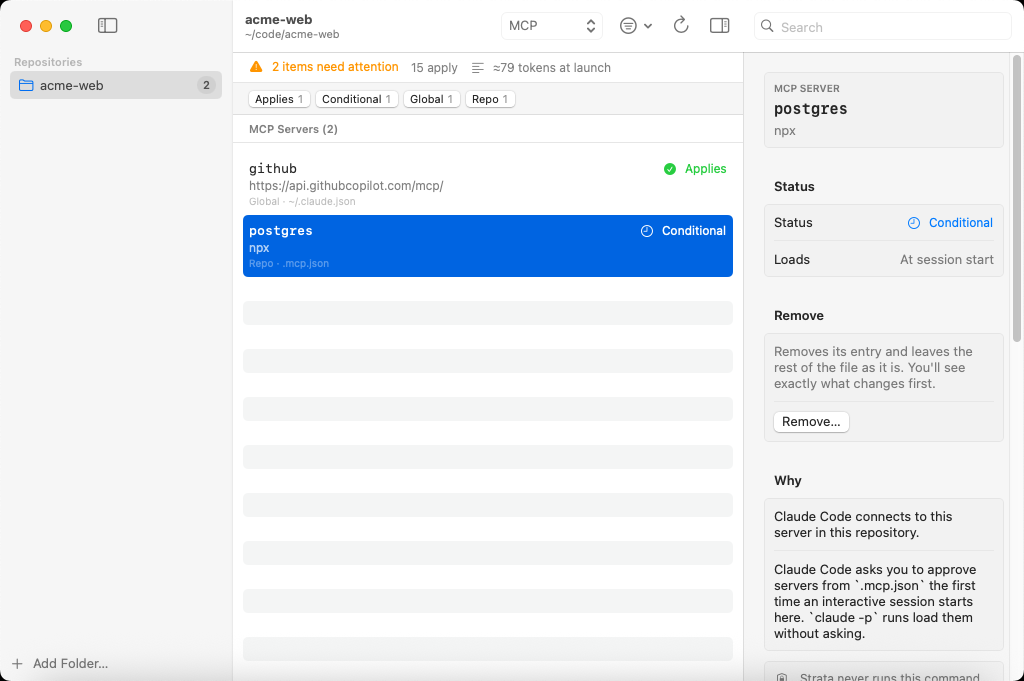 acme-web
~/code/acme-web
MCP
Search
Repositories
acme-web
2
Add Folder...
2 items need attention
15 apply
≈79 tokens at launch
Applies 1
Conditional 1
Global 1
Repo 1
MCP Servers (2)
github
Applies
https://api.githubcopilot.com/mcp/
Global · ~/.claude.json
postgres
Conditional
npx
Repo · .mcp.json
MCP SERVER
postgres
npx
Status
Status
Conditional
Loads
At session start
Remove
Removes its entry and leaves the
rest of the file as it is. You'll see
exactly what changes first.
Remove...
Why
Claude Code connects to this
server in this repository.
Claude Code asks you to approve
servers from `.mcp.json` the first
time an interactive session starts
here. `claude -p` runs load them
without asking.
Strata never runs this command